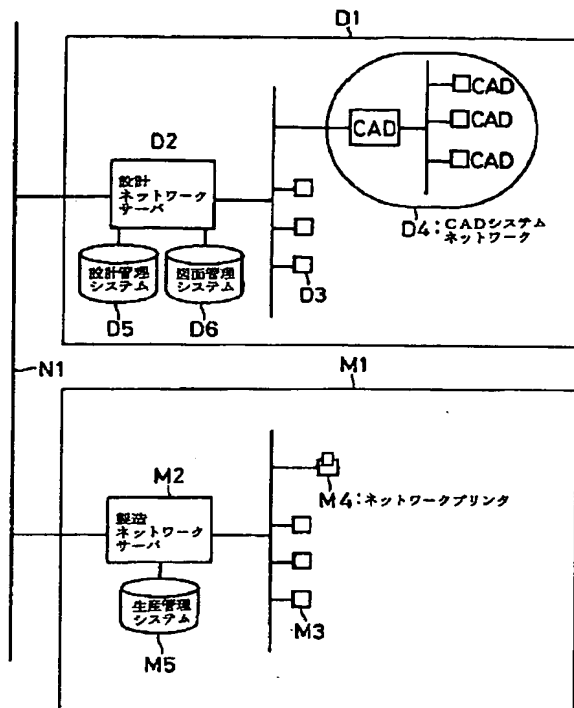 D1
CAD
CAD
CAD
CAD
D4:CADシステム
ネットワーク
D2
設計
ネットワーク
サーバ
設計管理
システム
図面管理
システム
D5
D6
D3
N1
M1
M2
製造
ネットワーク
サーバ
生産管理
システム
M5
M4:ネットワークプリンタ
M3